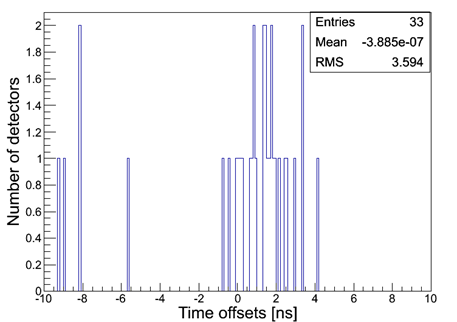 Entries 33
Mean -3.885e-07
RMS 3.594
Number of detectors
2
1.8
1.6
1.4
1.2
1
0.8
0.6
0.4
0.2
0
-10 -8 -6 -4 -2 0 2 4 6 8 10
Time offsets [ns]